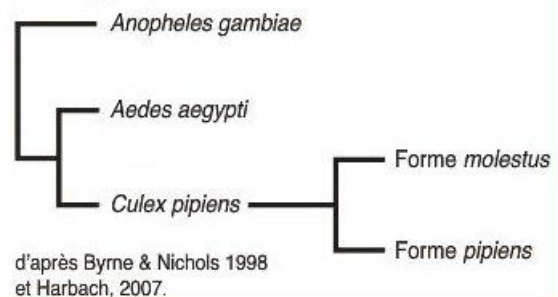 Anopheles gambiae
Aedes aegypti
Culex pipiens
Forme molestus
Forme pipiens
d'après Byrne & Nichols 1998
et Harbach, 2007.